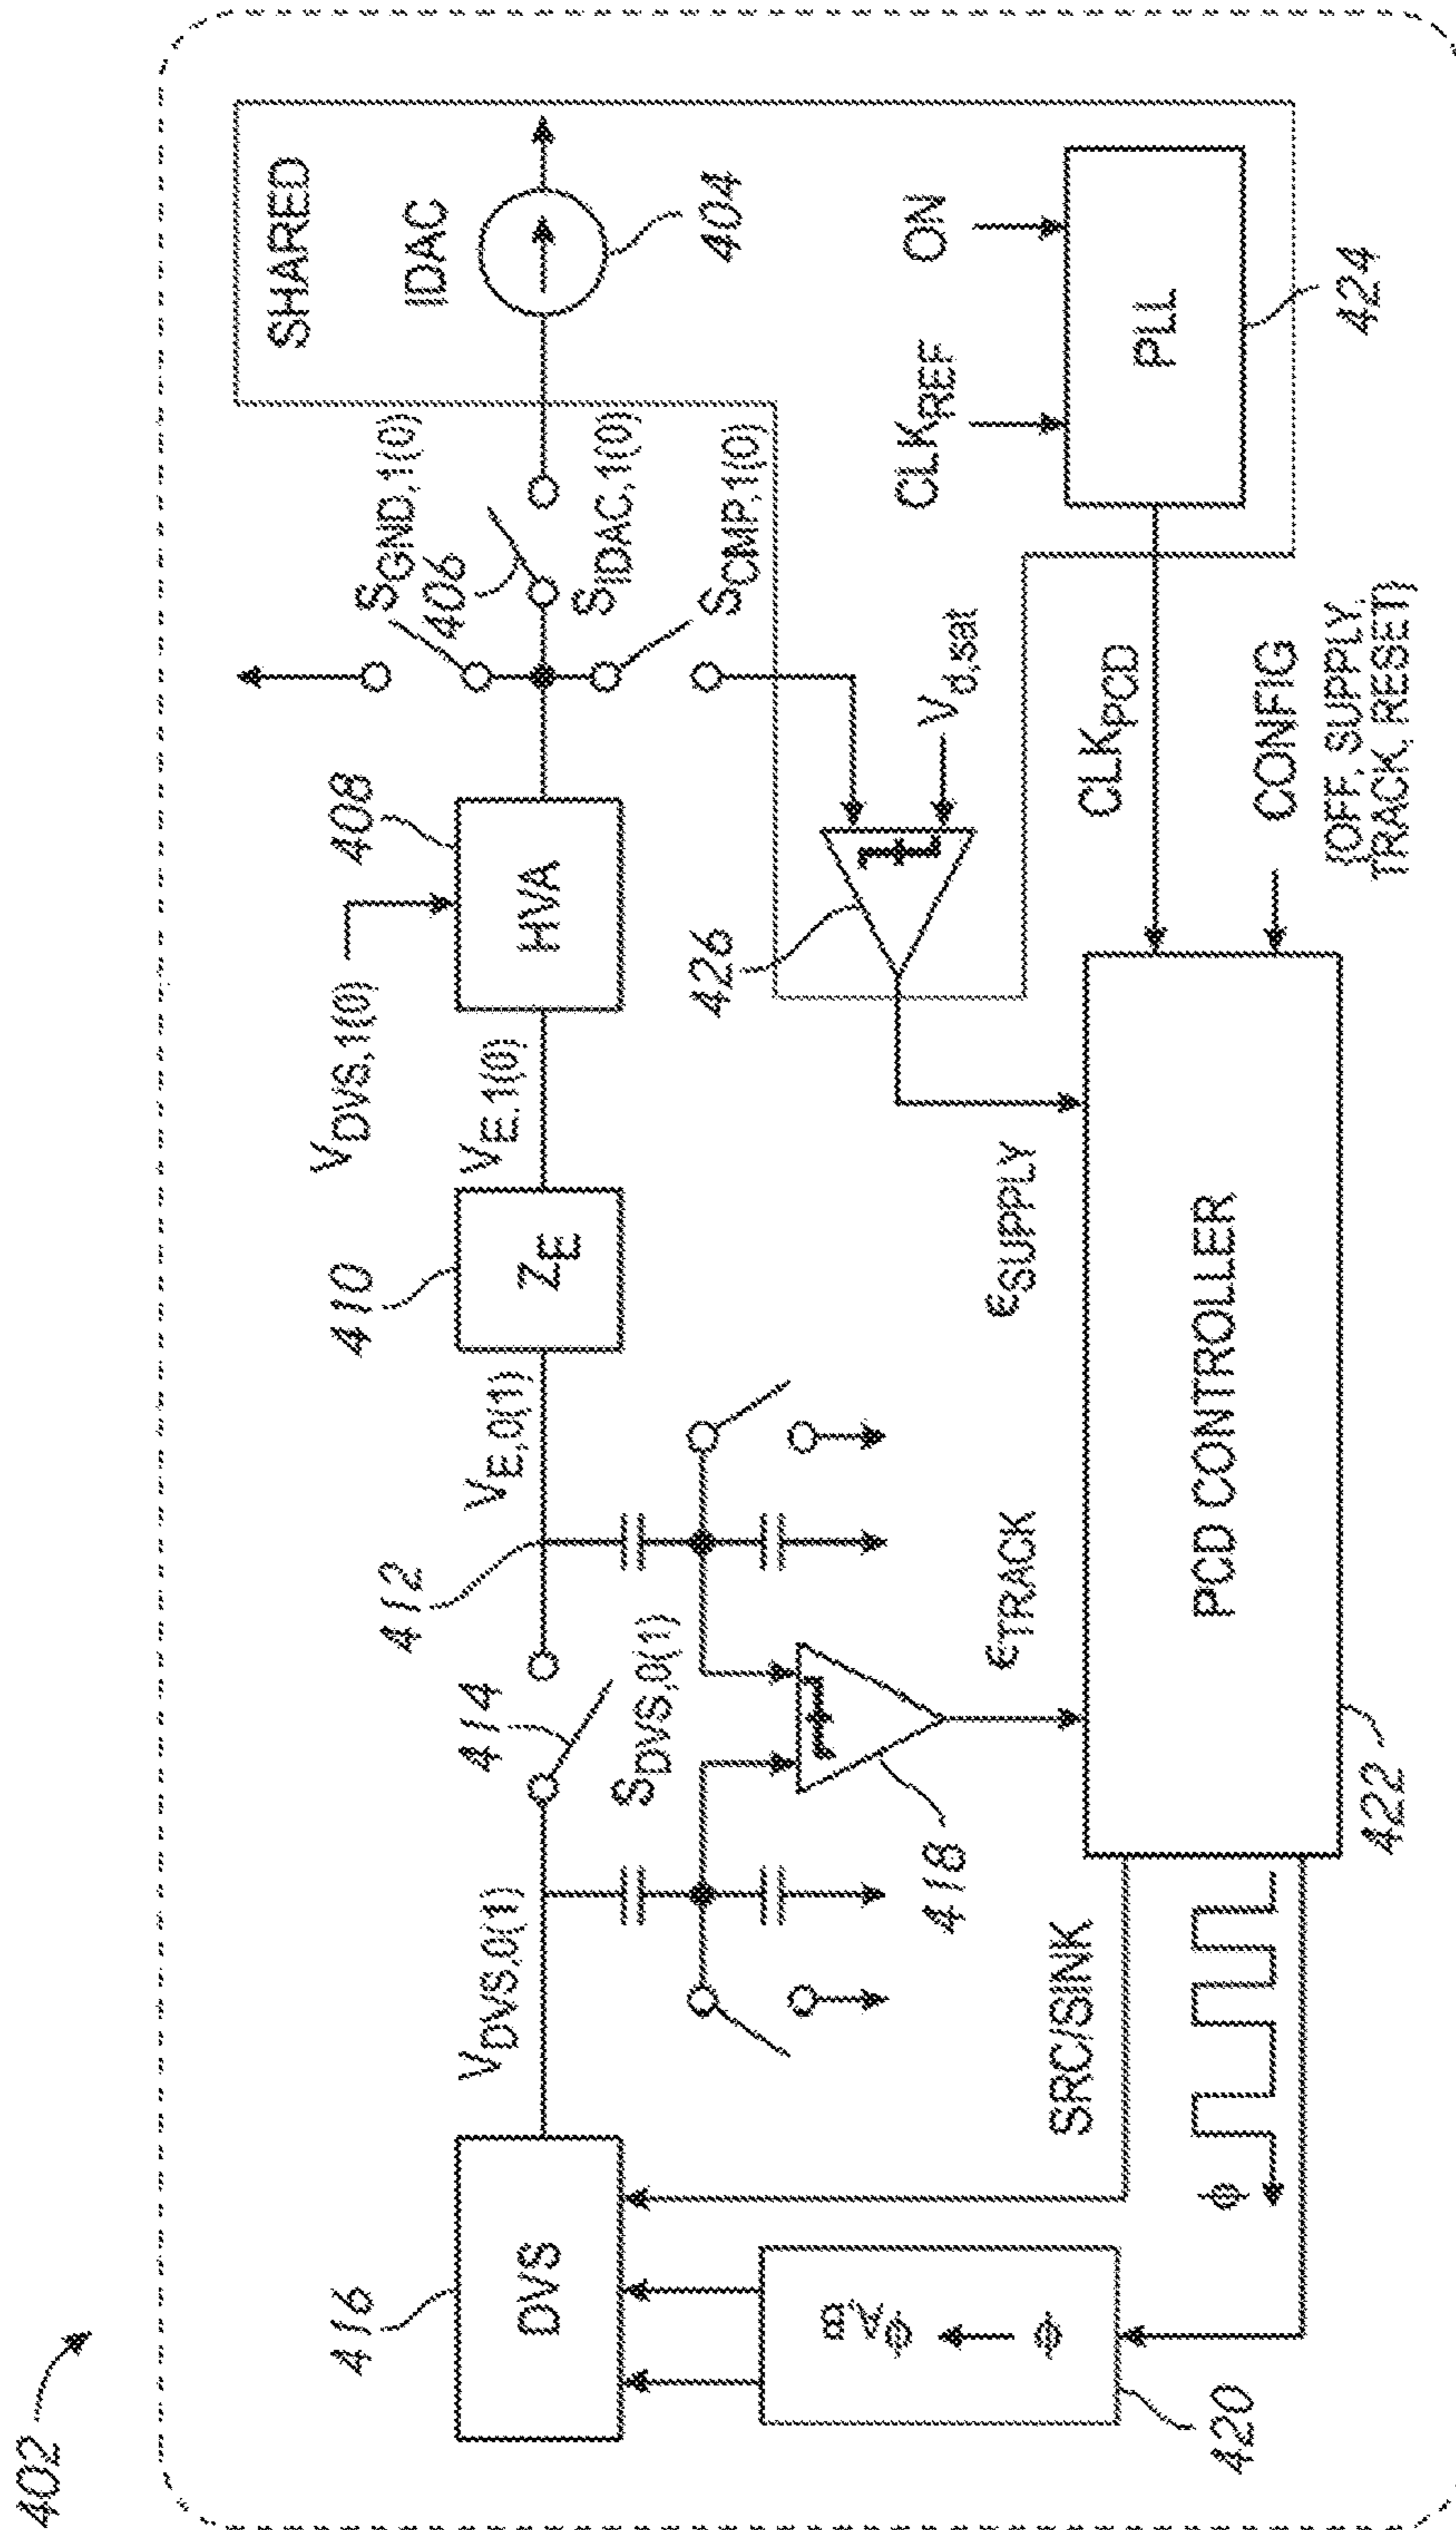 402
416
DVS
V_DVS,0(1)
414
S_DVS,0(1)
412
V_E,0(1)
410
Z_E
V_E,1(0)
V_DVS,1(0)
408
HVA
S_GND,1(0)
406
S_IDAC,1(0)
S_CMP,1(0)
SHARED
IDAC
404
V_d,sat
426
CLK_REF
ON
PLL
424
CLK_PCD
CONFIG
{OFF, SUPPLY,
TRACK, RESET}
ϵ_SUPPLY
ϵ_TRACK
418
PCD CONTROLLER
422
SRC/SINK
ϕ
ϕ_A,B
ϕ
420